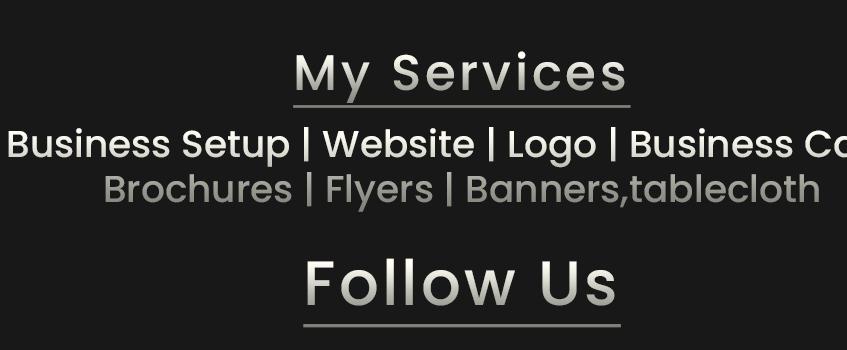 My Services
Business Setup | Website | Logo | Business
Brochures | Flyers | Banners,tablecloth
Follow Us